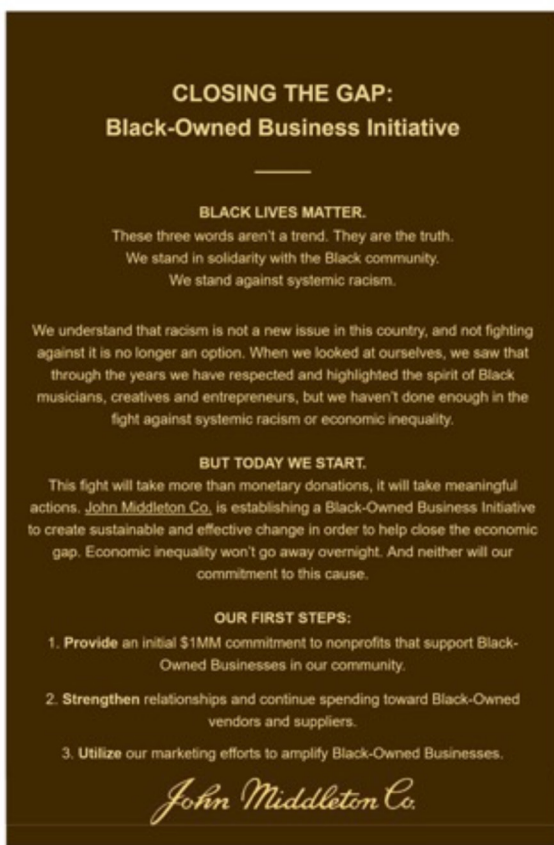 CLOSING THE GAP:
Black-Owned Business Initiative
BLACK LIVES MATTER.
These three words aren't a trend. They are the truth.
We stand in solidarity with the Black community.
We stand against systemic racism.
We understand that racism is not a new issue in this country, and not fighting
against it is no longer an option. When we looked at ourselves, we saw that
through the years we have respected and highlighted the spirit of Black
musicians, creatives and entrepreneurs, but we haven't done enough in the
fight against systemic racism or economic inequality.
BUT TODAY WE START.
This fight will take more than monetary donations, it will take meaningful
actions. John Middleton Co. is establishing a Black-Owned Business Initiative
to create sustainable and effective change in order to help close the economic
gap. Economic inequality won't go away overnight. And neither will our
commitment to this cause.
OUR FIRST STEPS:
1. Provide an initial $1MM commitment to nonprofits that support Black-
Owned Businesses in our community.
2. Strengthen relationships and continue spending toward Black-Owned
vendors and suppliers.
3. Utilize our marketing efforts to amplify Black-Owned Businesses.
John Middleton Co.